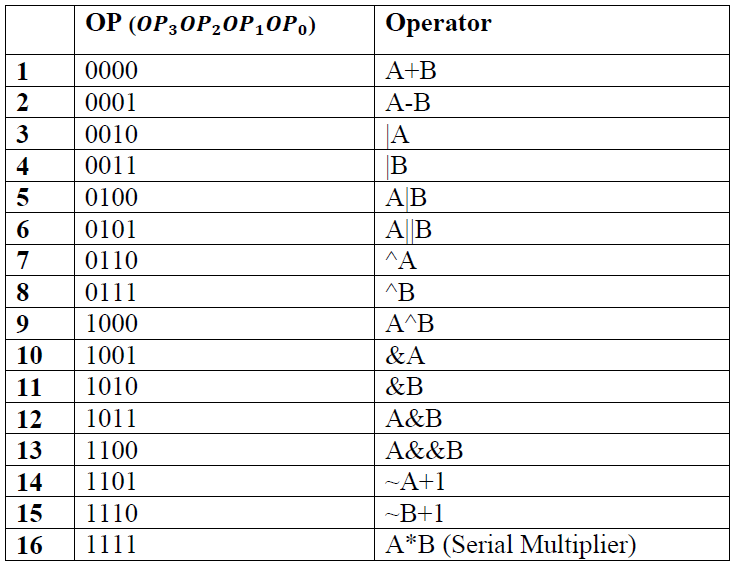 OP (OP₃OP₂OP₁OP₀) Operator
1 0000 A+B
2 0001 A-B
3 0010 |A
4 0011 |B
5 0100 A|B
6 0101 A||B
7 0110 ^A
8 0111 ^B
9 1000 A^B
10 1001 &A
11 1010 &B
12 1011 A&B
13 1100 A&&B
14 1101 ~A+1
15 1110 ~B+1
16 1111 A*B (Serial Multiplier)